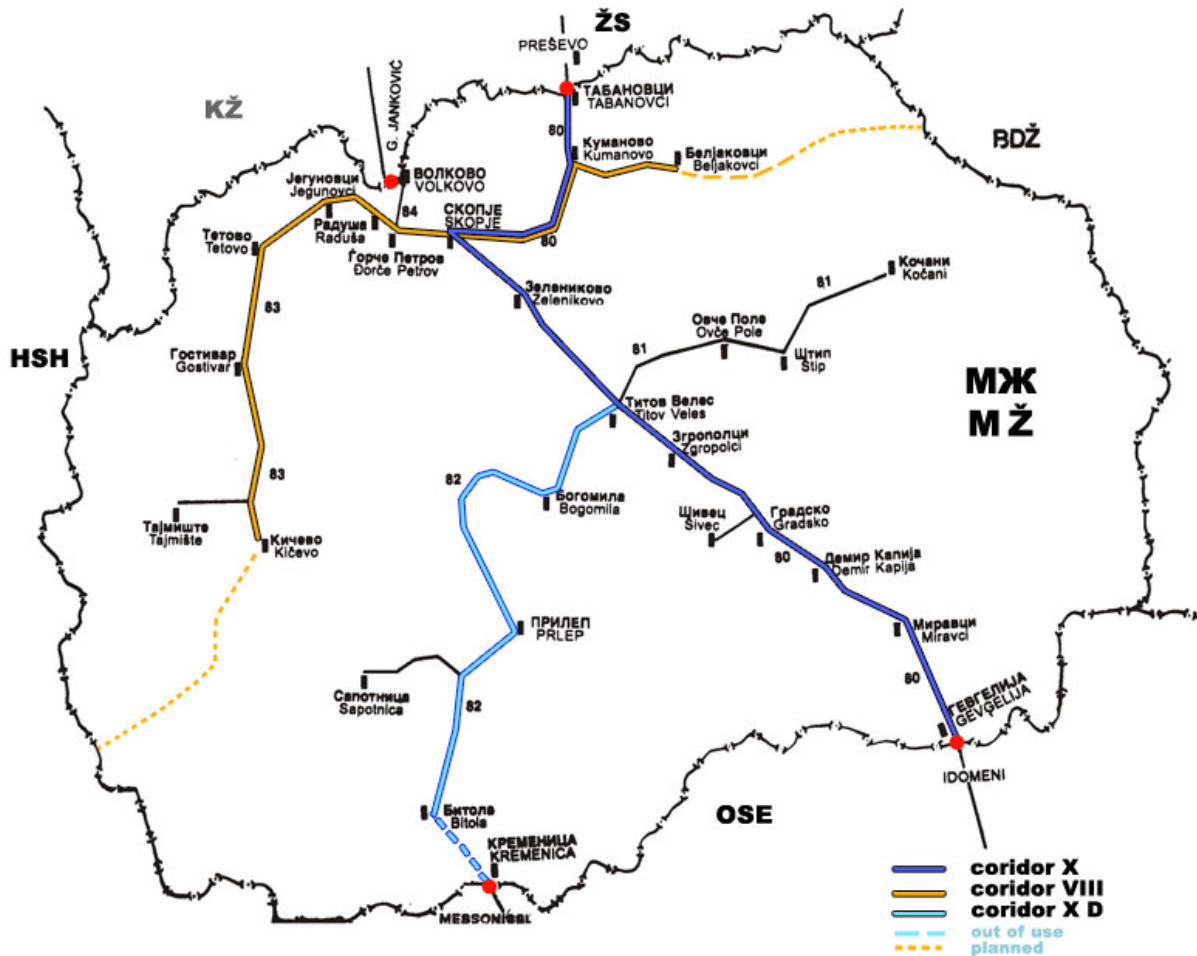 ŽS
PREŠEVO
ТАБАНОВЦИ
TABANOVCI
KŽ
G. JANKOVIĆ
80
BDŽ
Куманово
Kumanovo
Бељаковци
Beljakovci
ВОЛКОВО
VOLKOVO
Јегуновци
Jegunovci
84
СКОПЈЕ
SKOPJE
Радуша
Raduša
80
Тетово
Tetovo
Ѓорче Петров
Đorče Petrov
Кочани
Kočani
81
Зелениково
Zelenikovo
83
Овче Поле
Ovče Pole
81
Штип
Štip
HSH
Гостивар
Gostivar
МЖ
MŽ
Титов Велес
Titov Veles
Згрополци
Zgropolci
83
82
Богомила
Bogomila
Шивец
Šivec
Градско
Gradsko
Тајмиште
Tajmište
Кичево
Kičevo
80
Демир Капија
Demir Kapija
ПРИЛЕП
PRLEP
Миравци
Miravci
80
Сапотница
Sapotnica
82
ГЕВГЕЛИЈА
GEVGELIJA
IDOMENI
Битола
Bitola
OSE
КРЕМЕНИЦА
KREMENICA
coridor X
coridor VIII
coridor X D
out of use
planned